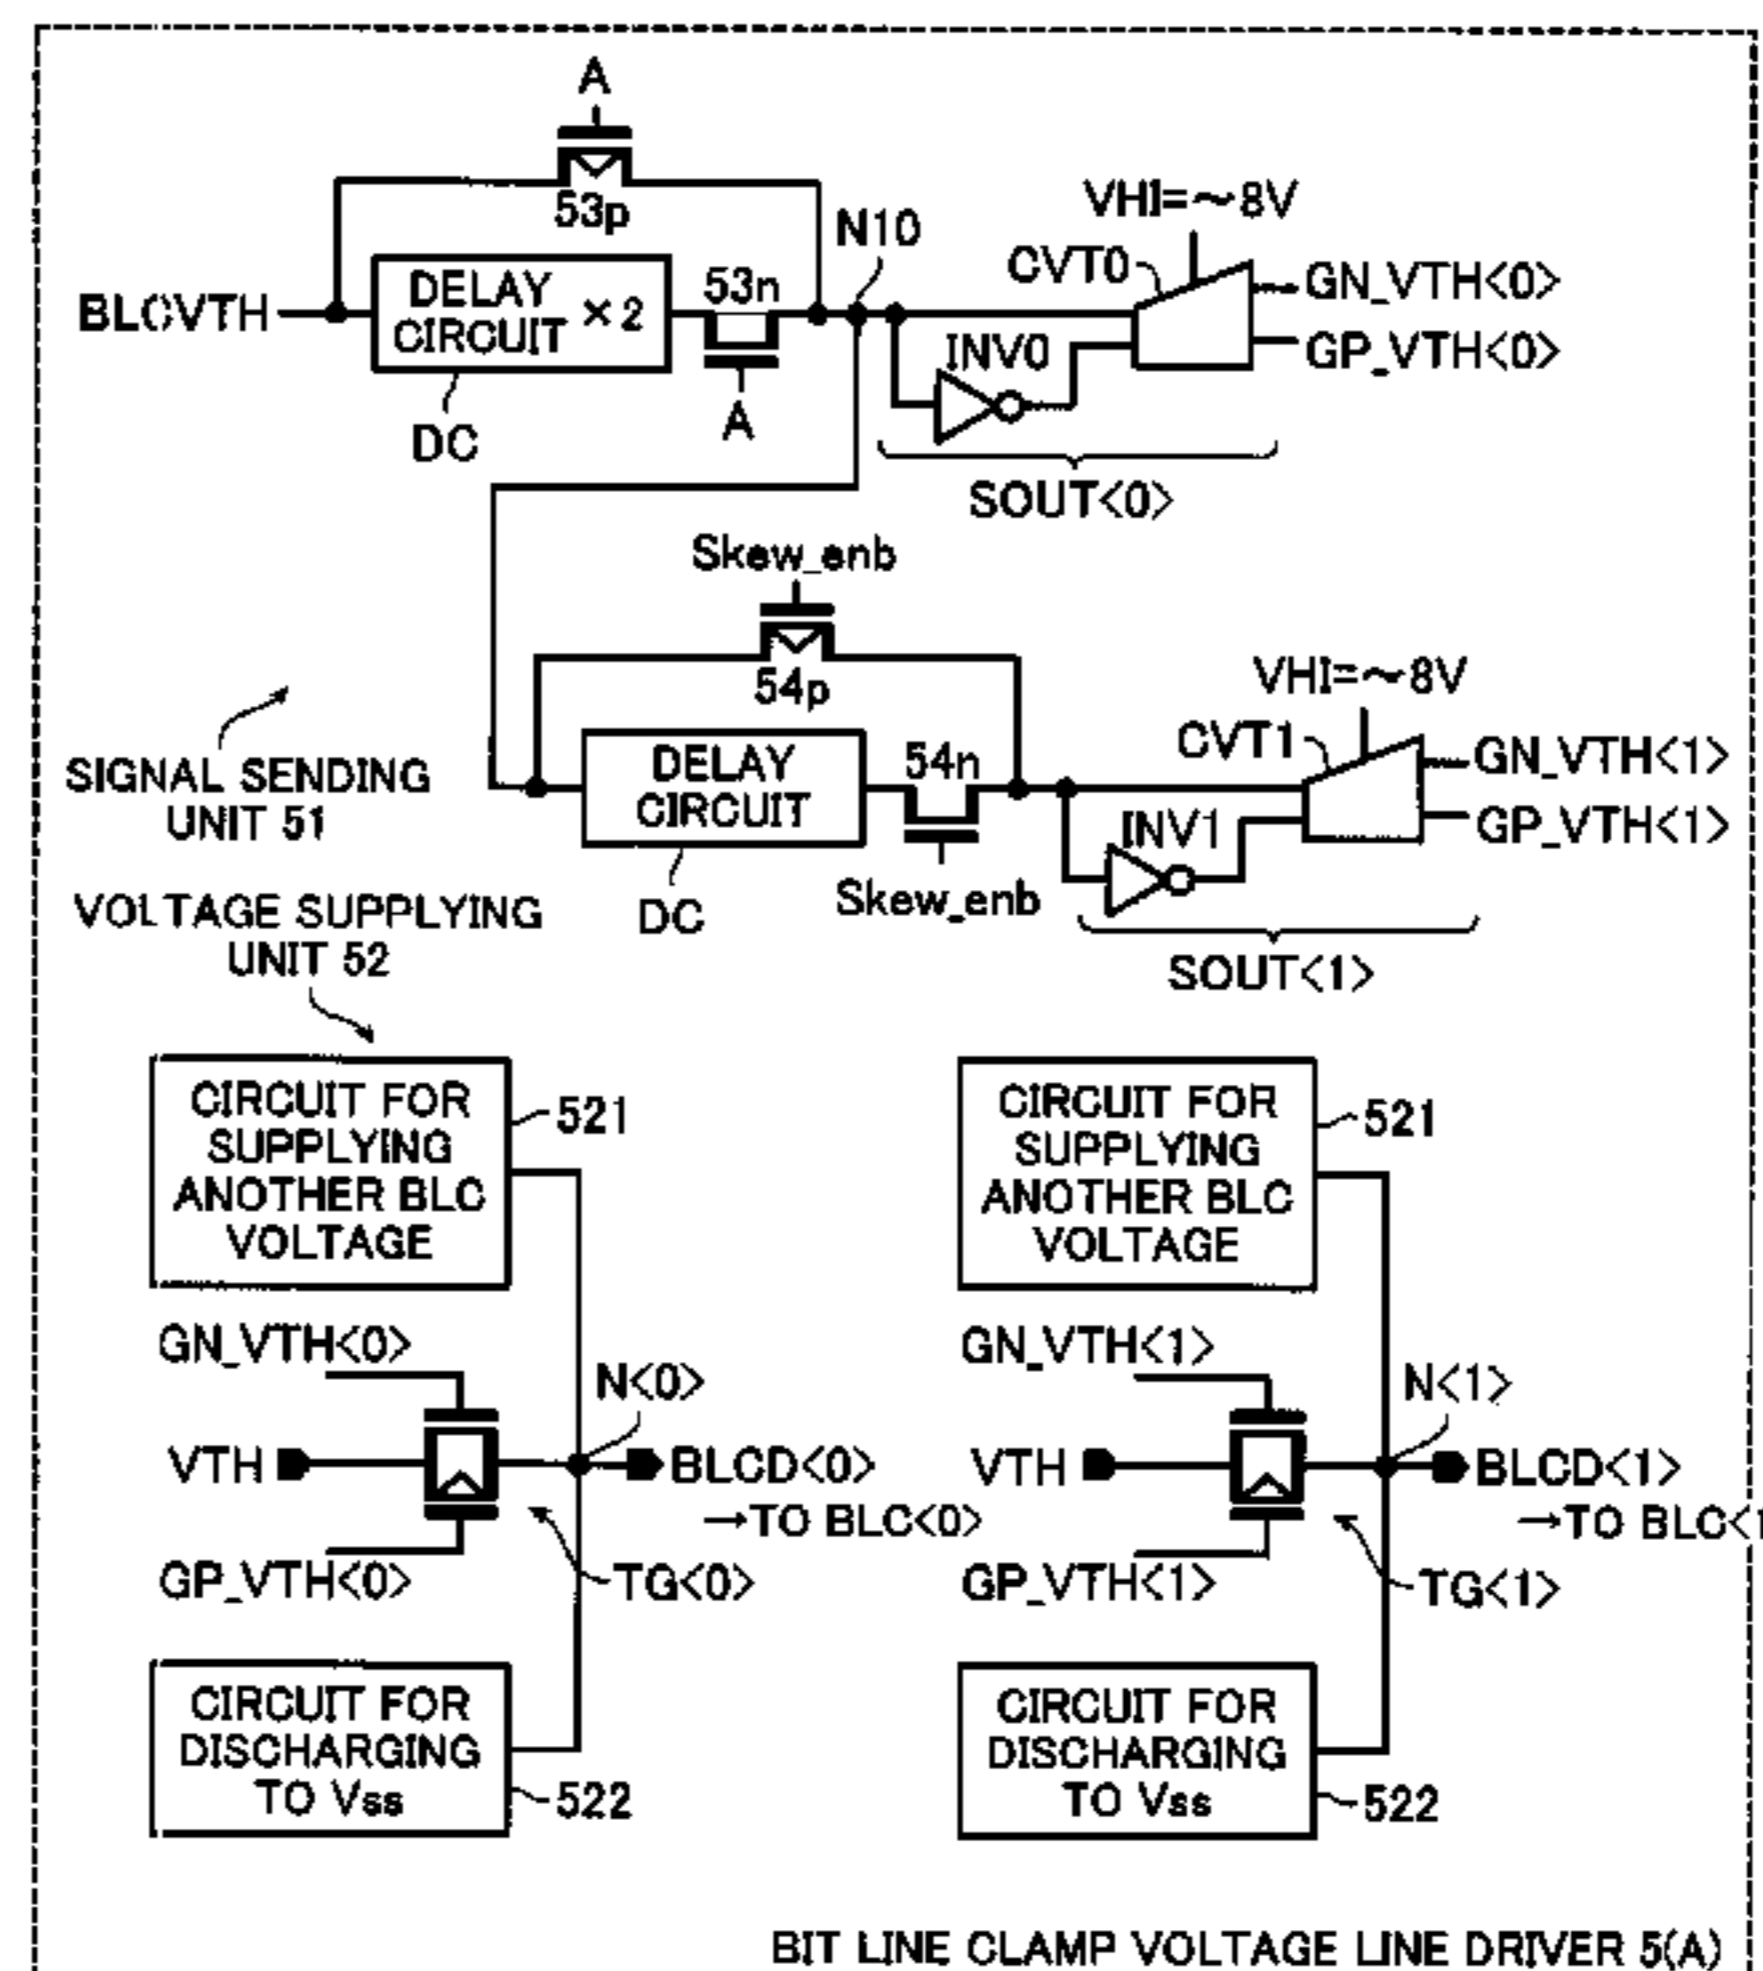 A
53p
N10
VHI=~8V
CVT0
GN_VTH<0>
GP_VTH<0>
BLCVTH
DELAY
CIRCUIT ×2
53n
INV0
A
DC
SOUT<0>
Skew_enb
54p
VHI=~8V
CVT1
GN_VTH<1>
GP_VTH<1>
SIGNAL SENDING
UNIT 51
DELAY
CIRCUIT
54n
INV1
DC
Skew_enb
SOUT<1>
VOLTAGE SUPPLYING
UNIT 52
CIRCUIT FOR
SUPPLYING
ANOTHER BLC
VOLTAGE
521
CIRCUIT FOR
SUPPLYING
ANOTHER BLC
VOLTAGE
521
GN_VTH<0>
N<0>
VTH
BLCD<0>
→TO BLC<0>
GP_VTH<0>
TG<0>
GN_VTH<1>
N<1>
VTH
BLCD<1>
→TO BLC<1
GP_VTH<1>
TG<1>
CIRCUIT FOR
DISCHARGING
TO Vss
522
CIRCUIT FOR
DISCHARGING
TO Vss
522
BIT LINE CLAMP VOLTAGE LINE DRIVER 5(A)